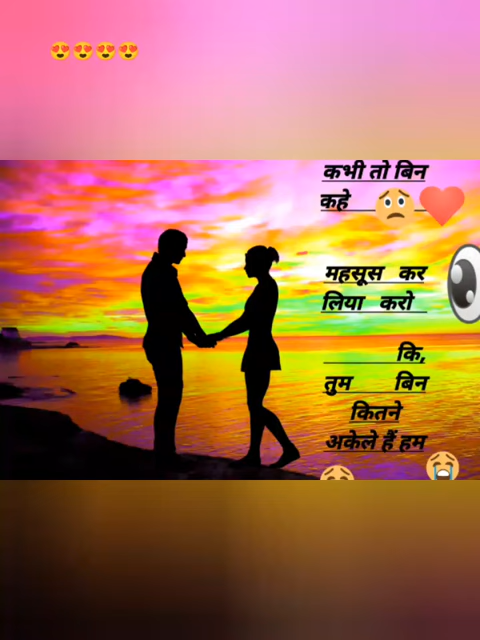 कभी तो बिन
कहे
महसूस कर
लिया करो
कि,
तुम बिन
कितने
अकेले हैं हम